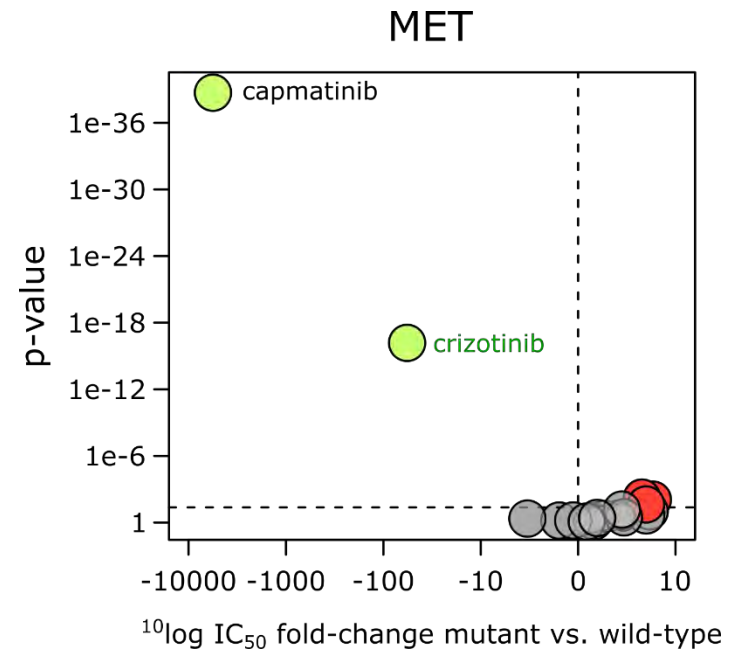 MET
capmatinib
1e-36
1e-30
1e-24
1e-18
crizotinib
1e-12
1e-6
1
p-value
-10000 -1000 -100 -10 0 10
¹⁰log IC₅₀ fold-change mutant vs. wild-type